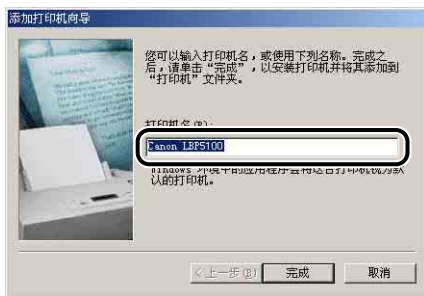 添加打印机向导
您可以输入打印机名，或使用下列名称。完成之
后，请单击“完成”，以安装打印机并将其添加到
“打印机”文件夹。
打印机名(P):
Canon LBP5100
Windows 环境中的应用程序会将这台打印机视为默
认的打印机。
<上一步(B)
完成
取消